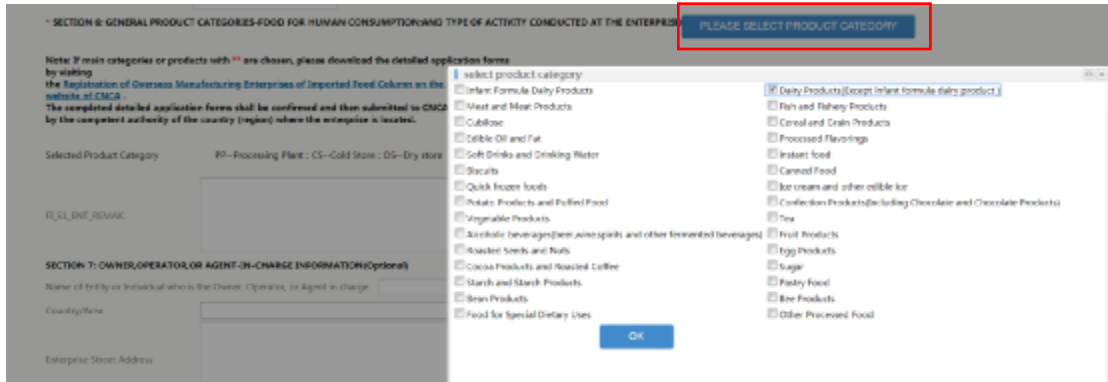 * SECTION 6: GENERAL PRODUCT CATEGORIES-FOOD FOR HUMAN CONSUMPTION;AND TYPE OF ACTIVITY CONDUCTED AT THE ENTERPRISE
PLEASE SELECT PRODUCT CATEGORY
Note: If main categories or products with "*" are chosen, please download the detailed application forms
by visiting
the Registration of Overseas Manufacturing Enterprises of Imported Food Column on the
website of CNCA .
The completed detailed application forms shall be confirmed and then submitted to CNCA
by the competent authority of the country (region) where the enterprise is located.
Selected Product Category
PP--Processing Plant ; CS--Cold Store ; DS--Dry store
SECTION 7: OWNER,OPERATOR,OR AGENT-IN-CHARGE INFORMATION(Optional)
Name of Entity or Individual who is the Owner, Operator, or Agent in charge
Country/Area
Enterprise Street Address
select product category
Infant Formula Dairy Products
Dairy Products(Except Infant formula dairy product )
Meat and Meat Products
Fish and Fishery Products
Cubilose
Cereal and Grain Products
Edible Oil and Fat
Processed Flavorings
Soft Drinks and Drinking Water
Instant food
Biscuits
Canned Food
Quick frozen foods
Ice cream and other edible ice
Potato Products and Puffed Food
Confection Products(Including Chocolate and Chocolate Products)
Vegetable Products
Tea
Alcoholic beverages(beer,wine,spirits and other fermented beverages)
Fruit Products
Roasted Seeds and Nuts
Egg Products
Cocoa Products and Roasted Coffee
Sugar
Starch and Starch Products
Pastry Food
Bean Products
Bee Products
Food for Special Dietary Uses
Other Processed Food
OK